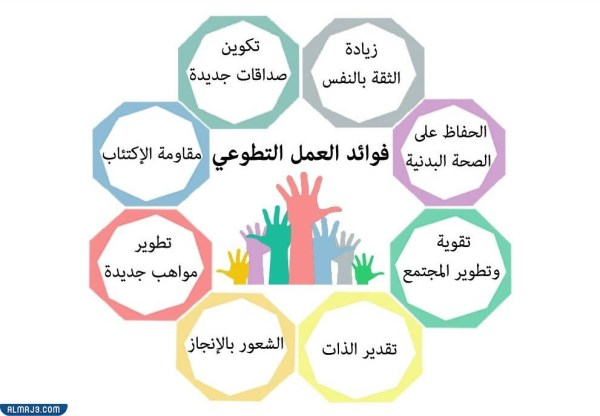 فوائد العمل التطوعي
زيادة
الثقة بالنفس
الحفاظ على
الصحة البدنية
تقوية
وتطوير المجتمع
تقدير الذات
الشعور بالإنجاز
تطوير
مواهب جديدة
مقاومة الإكتئاب
تكوين
صداقات جديدة
ALMAJ3.COM